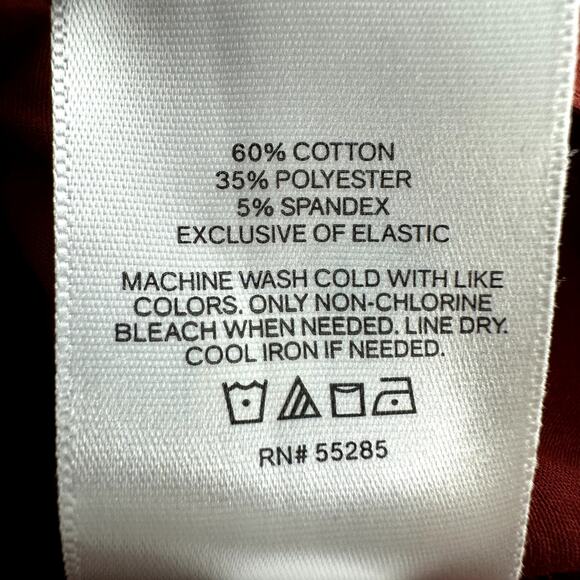 60% COTTON
35% POLYESTER
5% SPANDEX
EXCLUSIVE OF ELASTIC
MACHINE WASH COLD WITH LIKE
COLORS. ONLY NON-CHLORINE
BLEACH WHEN NEEDED. LINE DRY.
COOL IRON IF NEEDED.
RN# 55285